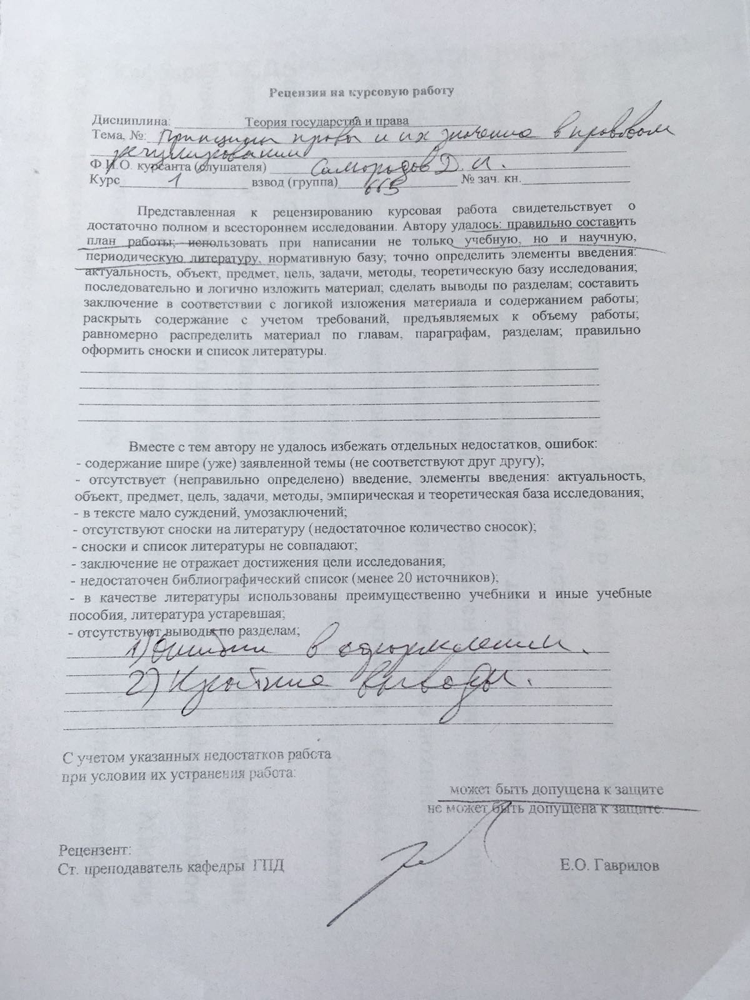 Рецензия на курсовую работу
Дисциплина: Теория государства и права
Тема, №: Принципы права и их значение в правовом
регулировании
Ф.И.О. курсанта (слушателя) Самородов Д. И.
Курс 1 взвод (группа) 665 № зач. кн.
Представленная к рецензированию курсовая работа свидетельствует о
достаточно полном и всестороннем исследовании. Автору удалось: правильно составить
план работы; использовать при написании не только учебную, но и научную,
периодическую литературу, нормативную базу; точно определить элементы введения:
актуальность, объект, предмет, цель, задачи, методы, теоретическую базу исследования;
последовательно и логично изложить материал; сделать выводы по разделам; составить
заключение в соответствии с логикой изложения материала и содержанием работы;
раскрыть содержание с учетом требований, предъявляемых к объему работы;
равномерно распределить материал по главам, параграфам, разделам; правильно
оформить сноски и список литературы.
Вместе с тем автору не удалось избежать отдельных недостатков, ошибок:
- содержание шире (уже) заявленной темы (не соответствуют друг другу);
- отсутствует (неправильно определено) введение, элементы введения: актуальность,
объект, предмет, цель, задачи, методы, эмпирическая и теоретическая база исследования;
- в тексте мало суждений, умозаключений;
- отсутствуют сноски на литературу (недостаточное количество сносок);
- сноски и список литературы не совпадают;
- заключение не отражает достижения цели исследования;
- недостаточен библиографический список (менее 20 источников);
- в качестве литературы использованы преимущественно учебники и иные учебные
пособия, литература устаревшая;
- отсутствуют выводы по разделам;
1) Ошибки в оформлении.
2) Краткие выводы.
С учетом указанных недостатков работа
при условии их устранения работа:
может быть допущена к защите
не может быть допущена к защите.
Рецензент:
Ст. преподаватель кафедры ГПД Е.О. Гаврилов